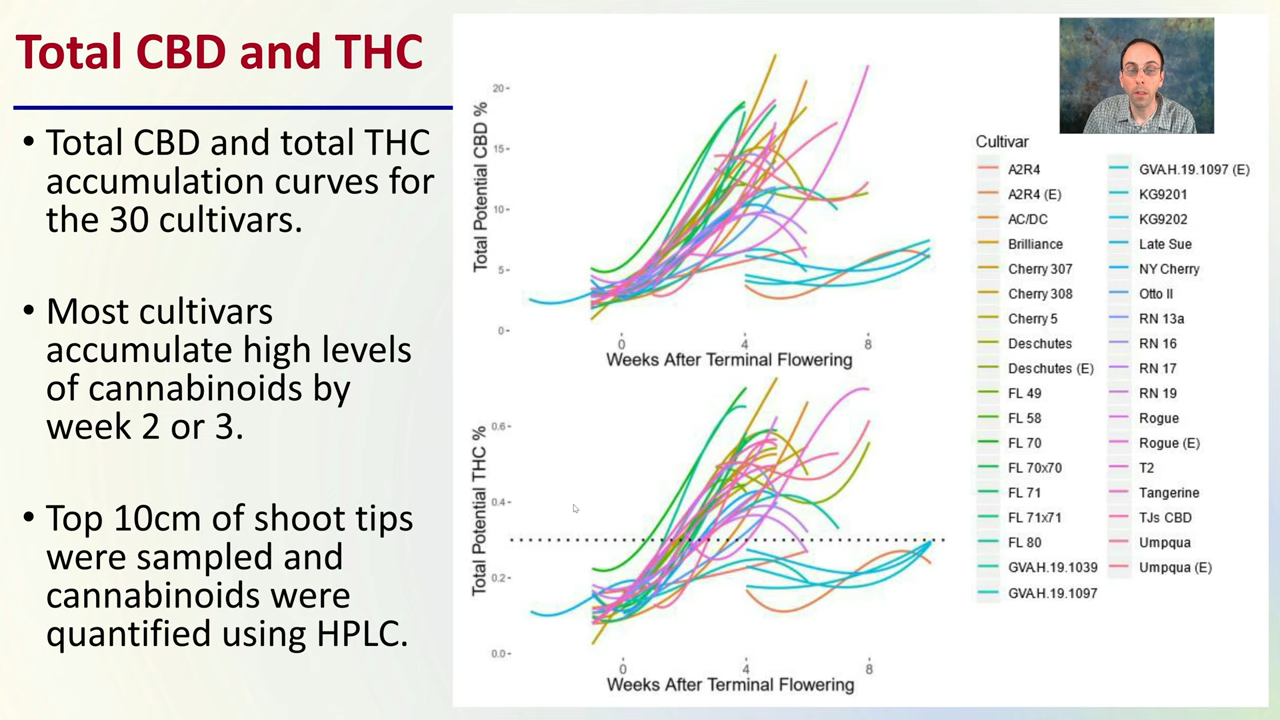 Total CBD and THC
• Total CBD and total THC
accumulation curves for
the 30 cultivars.
• Most cultivars
accumulate high levels
of cannabinoids by
week 2 or 3.
• Top 10cm of shoot tips
were sampled and
cannabinoids were
quantified using HPLC.
Total Potential CBD %
20
15
10
5
0
0 4 8
Weeks After Terminal Flowering
Total Potential THC %
0.6
0.4
0.2
0.0
0 4 8
Weeks After Terminal Flowering
Cultivar
A2R4
A2R4 (E)
AC/DC
Brilliance
Cherry 307
Cherry 308
Cherry 5
Deschutes
Deschutes (E)
FL 49
FL 58
FL 70
FL 70x70
FL 71
FL 71x71
FL 80
GVA.H.19.1039
GVA.H.19.1097
GVA.H.19.1097 (E)
KG9201
KG9202
Late Sue
NY Cherry
Otto II
RN 13a
RN 16
RN 17
RN 19
Rogue
Rogue (E)
T2
Tangerine
TJs CBD
Umpqua
Umpqua (E)